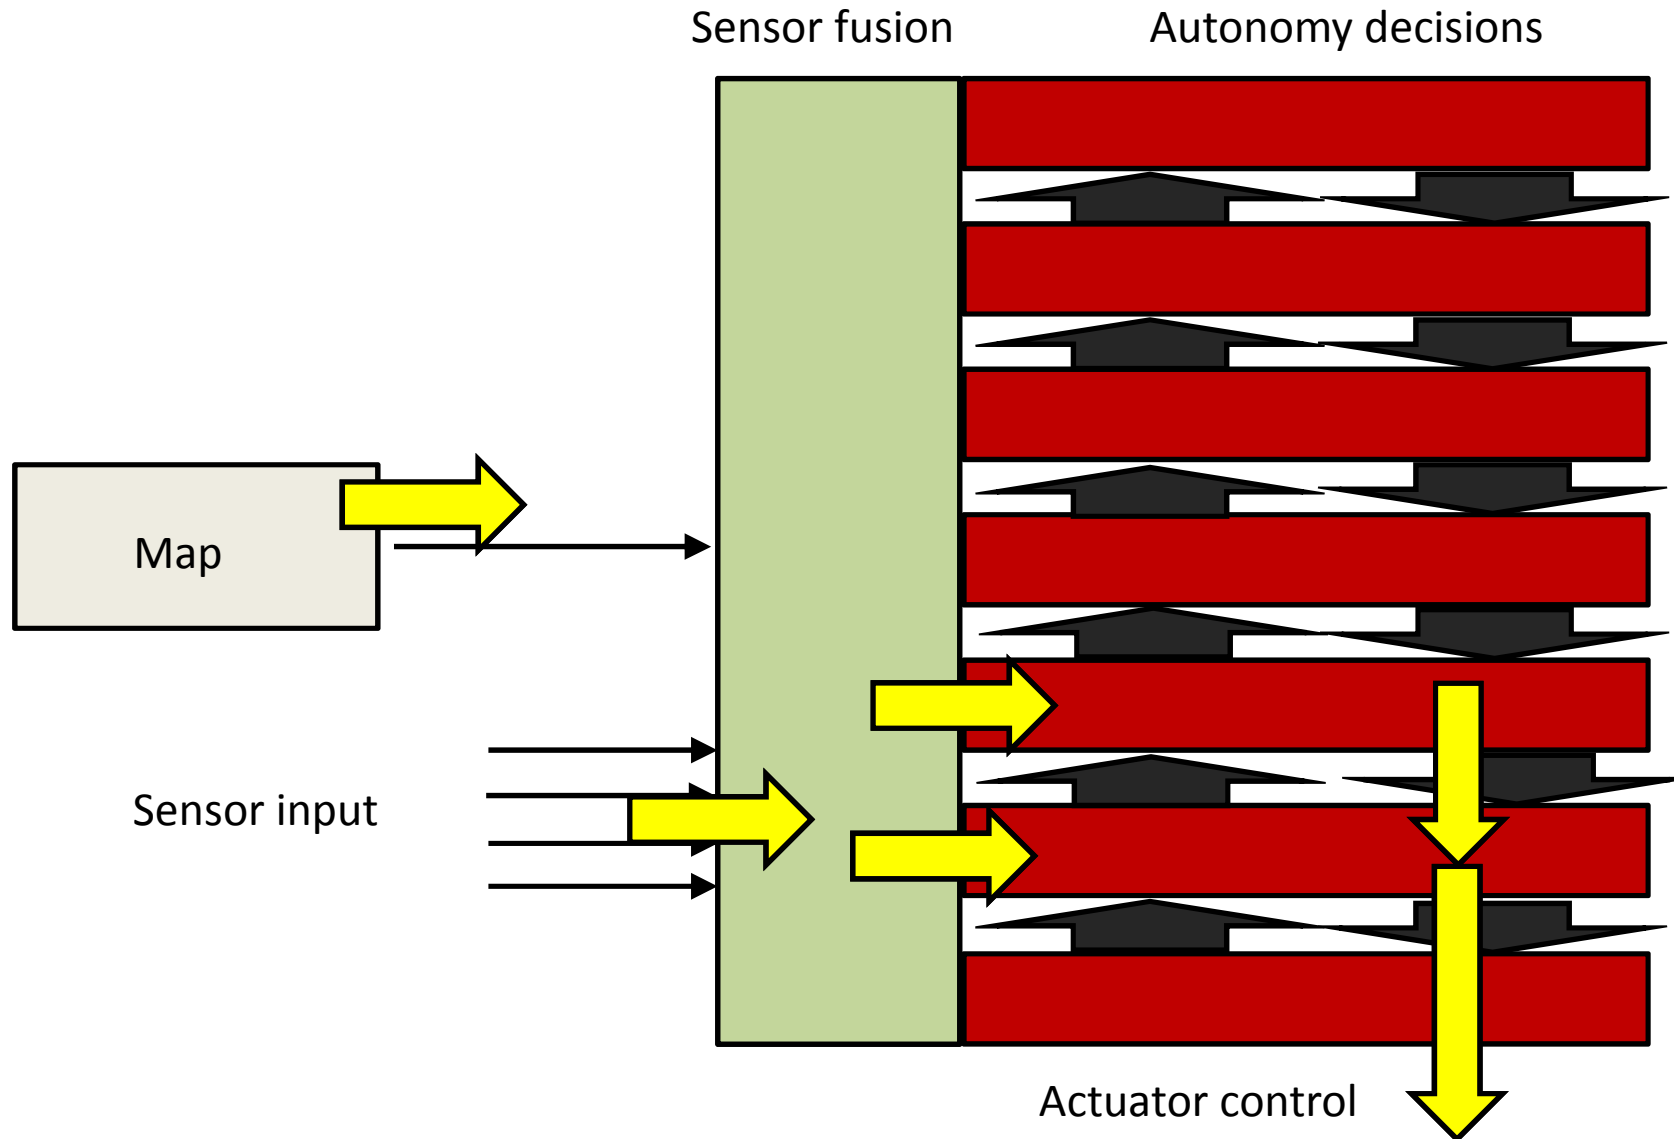 Sensor fusion
Autonomy decisions
Map
Sensor input
Actuator control